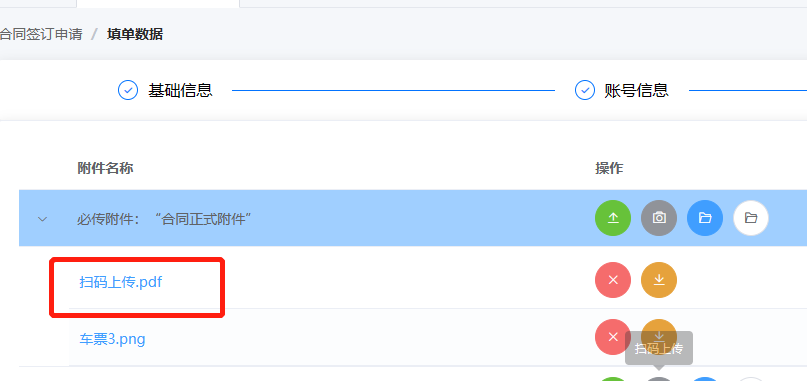 合同签订申请 / 填单数据
基础信息
账号信息
附件名称 操作
必传附件：“合同正式附件”
扫码上传.pdf
车票3.png
扫码上传